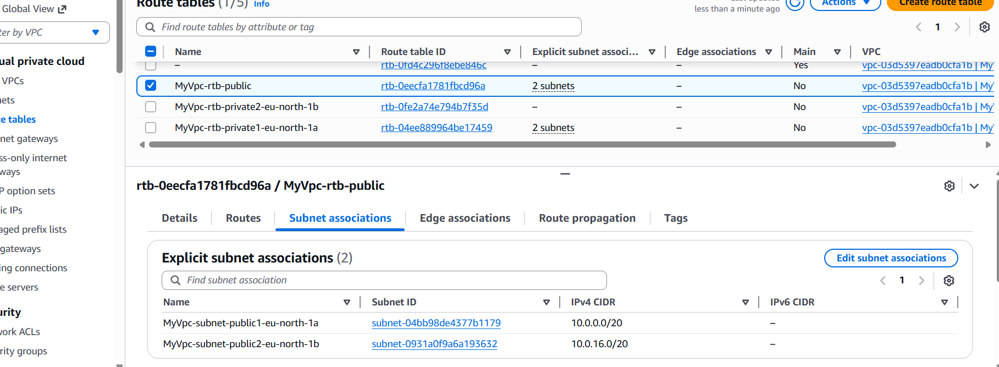 Global View
Route tables (1/5) Info
less than a minute ago
Actions
Create route table
ter by VPC
Find route tables by attribute or tag
1
Name
Route table ID
Explicit subnet associ...
Edge associations
Main
VPC
–
rtb-0fd4c296f8ebe846c
–
–
Yes
vpc-03d5397eadb0cfa1b | My
MyVpc-rtb-public
rtb-0eecfa1781fbcd96a
2 subnets
–
No
vpc-03d5397eadb0cfa1b | My
MyVpc-rtb-private2-eu-north-1b
rtb-0fe2a74e794b7f35d
–
–
No
vpc-03d5397eadb0cfa1b | My
MyVpc-rtb-private1-eu-north-1a
rtb-04ee889964be17459
2 subnets
–
No
vpc-03d5397eadb0cfa1b | My
ual private cloud
VPCs
nets
e tables
net gateways
ss-only internet
ways
P option sets
ic IPs
aged prefix lists
gateways
ing connections
e servers
urity
work ACLs
rity groups
rtb-0eecfa1781fbcd96a / MyVpc-rtb-public
Details
Routes
Subnet associations
Edge associations
Route propagation
Tags
Explicit subnet associations (2)
Edit subnet associations
Find subnet association
1
Name
Subnet ID
IPv4 CIDR
IPv6 CIDR
MyVpc-subnet-public1-eu-north-1a
subnet-04bb98de4377b1179
10.0.0.0/20
–
MyVpc-subnet-public2-eu-north-1b
subnet-0931a0f9a6a193632
10.0.16.0/20
–